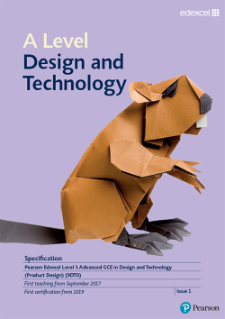 edexcel
A Level
Design and
Technology
Specification
Pearson Edexcel Level 3 Advanced GCE in Design and Technology
(Product Design) (9DT0)
First teaching from September 2017
First certification from 2019
Issue 1
Pearson